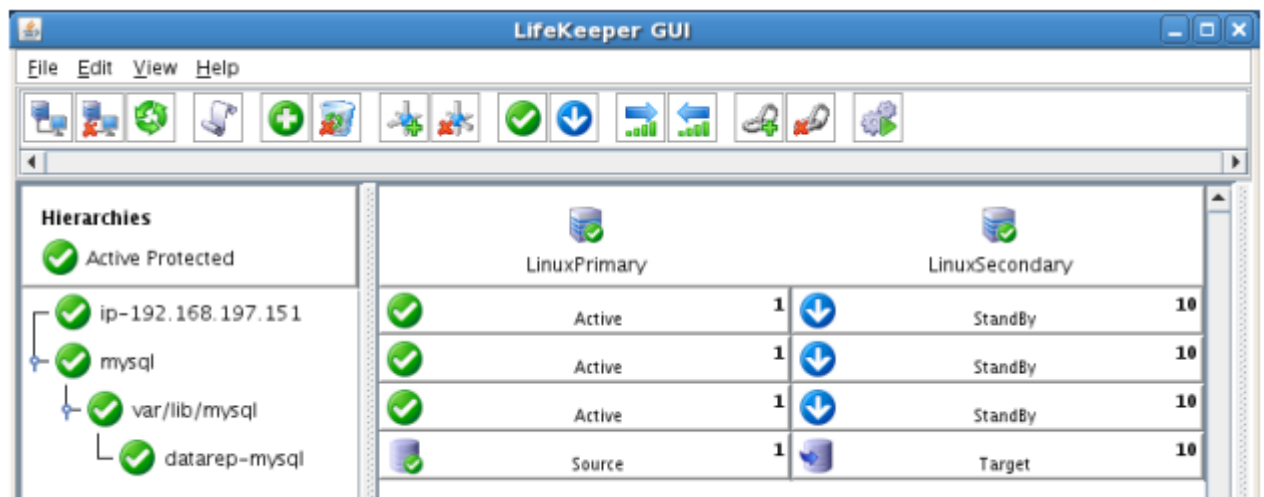 LifeKeeper GUI
File Edit View Help
Hierarchies
Active Protected
LinuxPrimary LinuxSecondary
ip-192.168.197.151 Active 1 StandBy 10
mysql Active 1 StandBy 10
var/lib/mysql Active 1 StandBy 10
datarep-mysql Source 1 Target 10